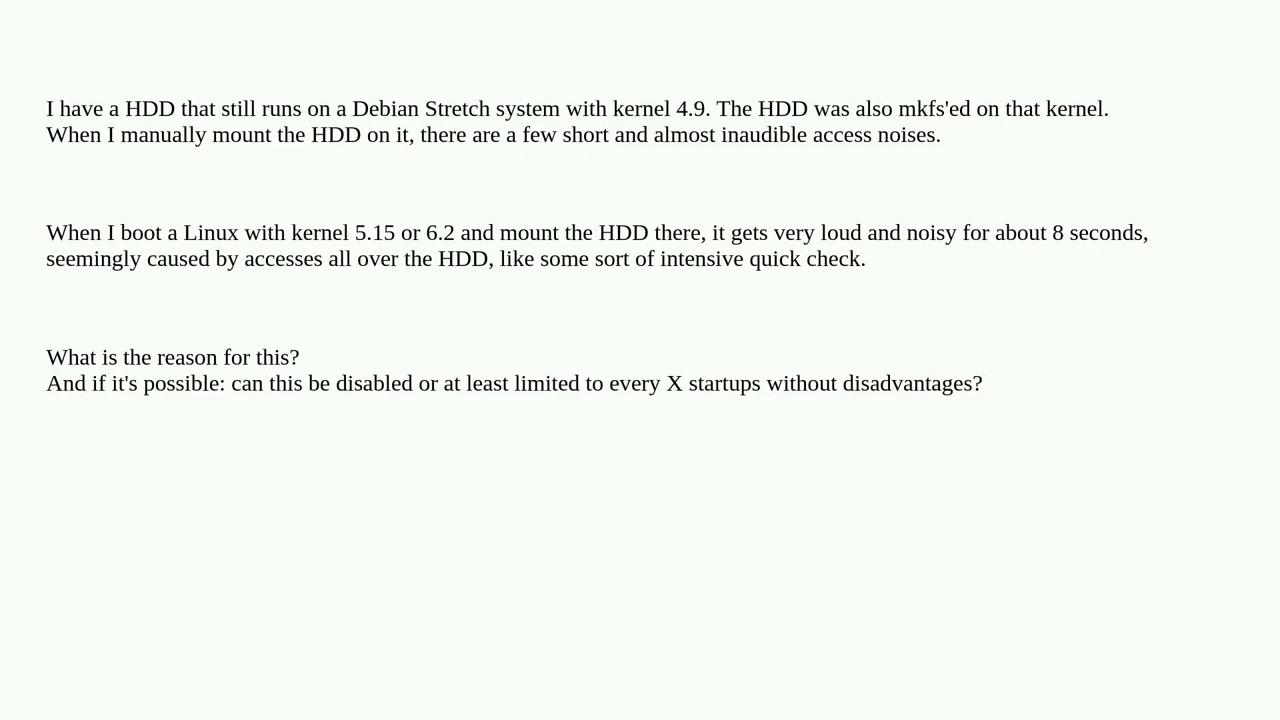 I have a HDD that still runs on a Debian Stretch system with kernel 4.9. The HDD was also mkfs'ed on that kernel.
When I manually mount the HDD on it, there are a few short and almost inaudible access noises.
When I boot a Linux with kernel 5.15 or 6.2 and mount the HDD there, it gets very loud and noisy for about 8 seconds,
seemingly caused by accesses all over the HDD, like some sort of intensive quick check.
What is the reason for this?
And if it's possible: can this be disabled or at least limited to every X startups without disadvantages?